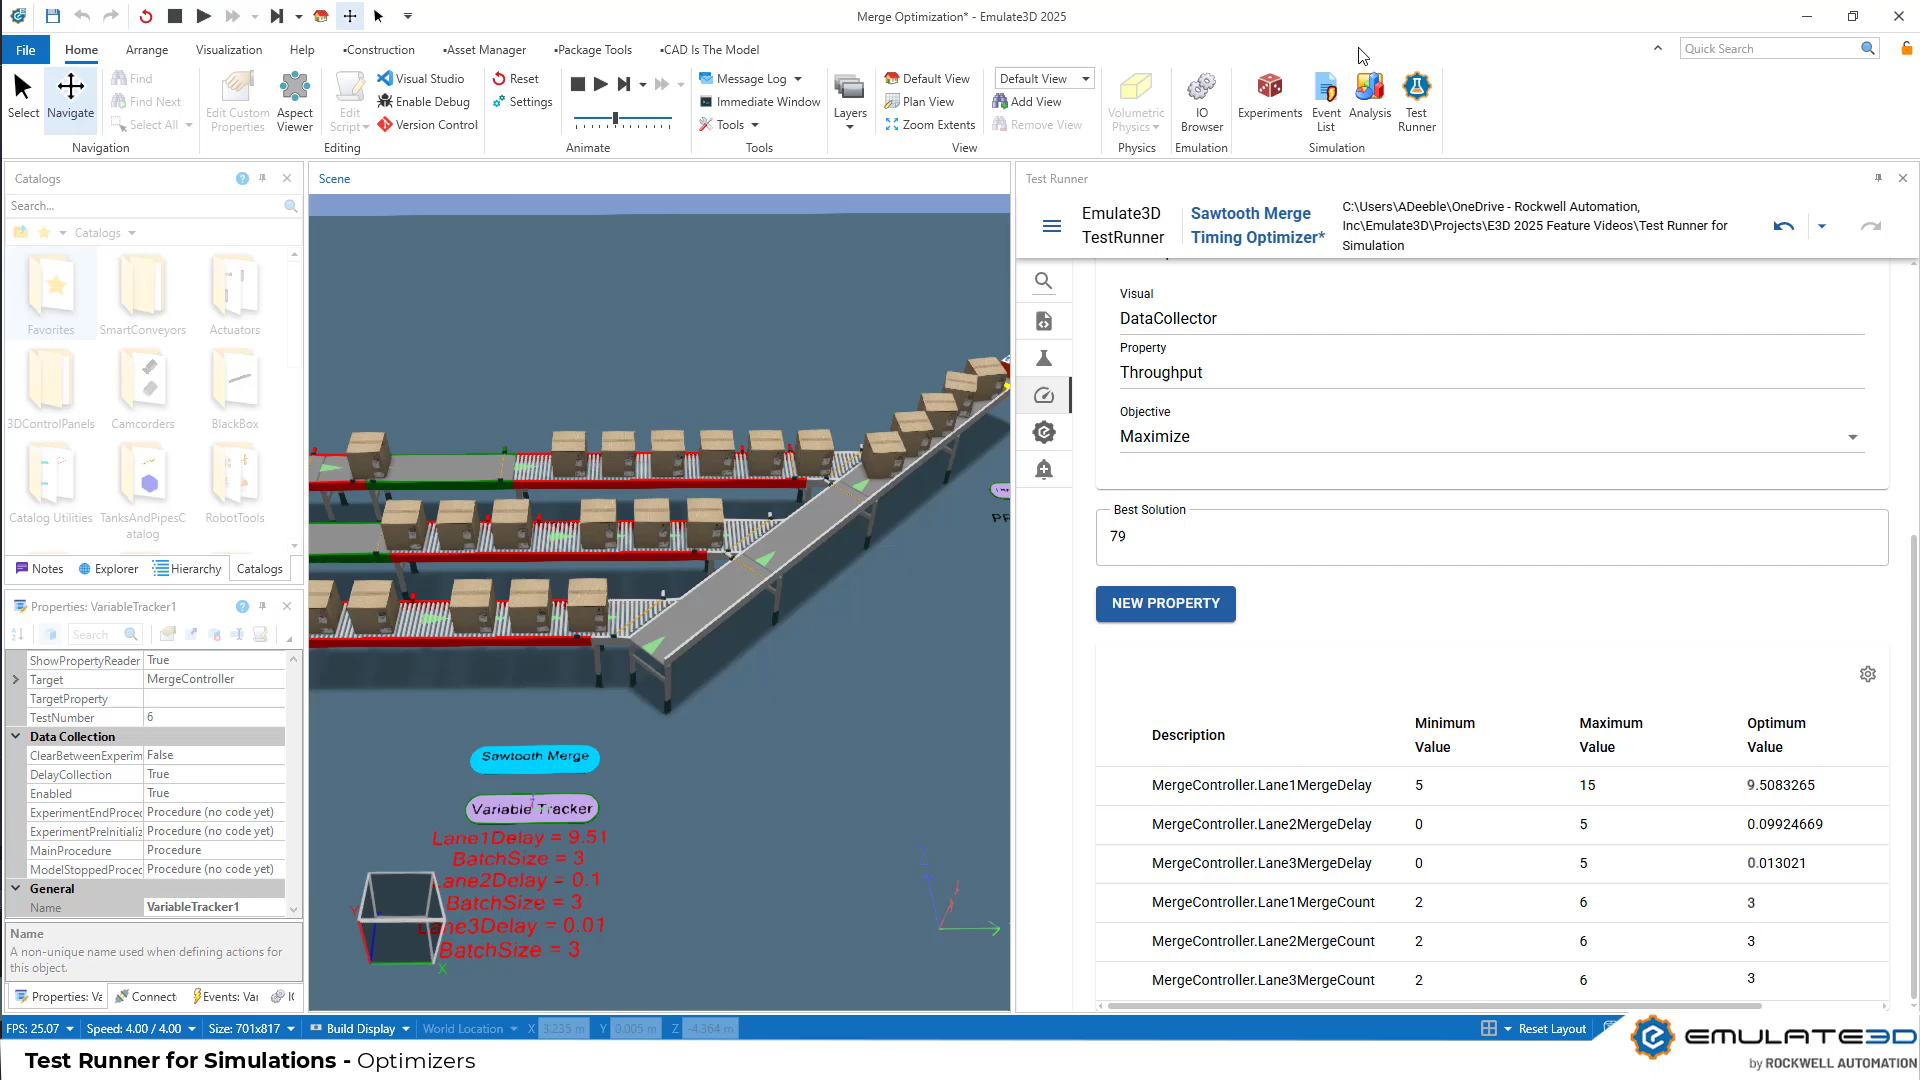 Merge Optimization* - Emulate3D 2025
File
Home
Arrange
Visualization
Help
•Construction
•Asset Manager
•Package Tools
•CAD Is The Model
Quick Search
Select
Navigate
Find
Find Next
Select All
Navigation
Edit Custom
Properties
Aspect
Viewer
Edit
Script
Visual Studio
Enable Debug
Version Control
Editing
Reset
Settings
Animate
Message Log
Immediate Window
Tools
Tools
Layers
Default View
Plan View
Zoom Extents
Default View
Add View
Remove View
View
Volumetric
Physics
Physics
IO
Browser
Emulation
Experiments
Event
List
Analysis
Test
Runner
Simulation
Catalogs
Search...
Catalogs
Favorites
SmartConveyors
Actuators
3DControlPanels
Camcorders
BlackBox
Catalog Utilities
TanksAndPipesC
atalog
RobotTools
Notes
Explorer
Hierarchy
Catalogs
Properties: VariableTracker1
Search
ShowPropertyReader True
Target MergeController
TargetProperty
TestNumber 6
Data Collection
ClearBetweenExperim False
DelayCollection True
Enabled True
ExperimentEndProced Procedure (no code yet)
ExperimentPreInitializ Procedure (no code yet)
MainProcedure Procedure
ModelStoppedProced Procedure (no code yet)
General
Name VariableTracker1
Name
A non-unique name used when defining actions for
this object.
Properties: Va
Connect
Events: Var
Scene
Sawtooth Merge
Variable Tracker
Lane1Delay = 9.51
BatchSize = 3
Lane2Delay = 0.1
BatchSize = 3
Lane3Delay = 0.01
BatchSize = 3
X
Test Runner
Emulate3D
TestRunner
Sawtooth Merge
Timing Optimizer*
C:\Users\ADeeble\OneDrive - Rockwell Automation,
Inc\Emulate3D\Projects\E3D 2025 Feature Videos\Test Runner for
Simulation
Visual
DataCollector
Property
Throughput
Objective
Maximize
Best Solution
79
NEW PROPERTY
Description
Minimum
Value
Maximum
Value
Optimum
Value
MergeController.Lane1MergeDelay 5 15 9.5083265
MergeController.Lane2MergeDelay 0 5 0.09924669
MergeController.Lane3MergeDelay 0 5 0.013021
MergeController.Lane1MergeCount 2 6 3
MergeController.Lane2MergeCount 2 6 3
MergeController.Lane3MergeCount 2 6 3
FPS: 25.07
Speed: 4.00 / 4.00
Size: 701x817
Build Display
World Location
X 3.235 m
Y 0.005 m
Z -4.364 m
Reset Layout
Test Runner for Simulations - Optimizers
EMULATE3D
by ROCKWELL AUTOMATION